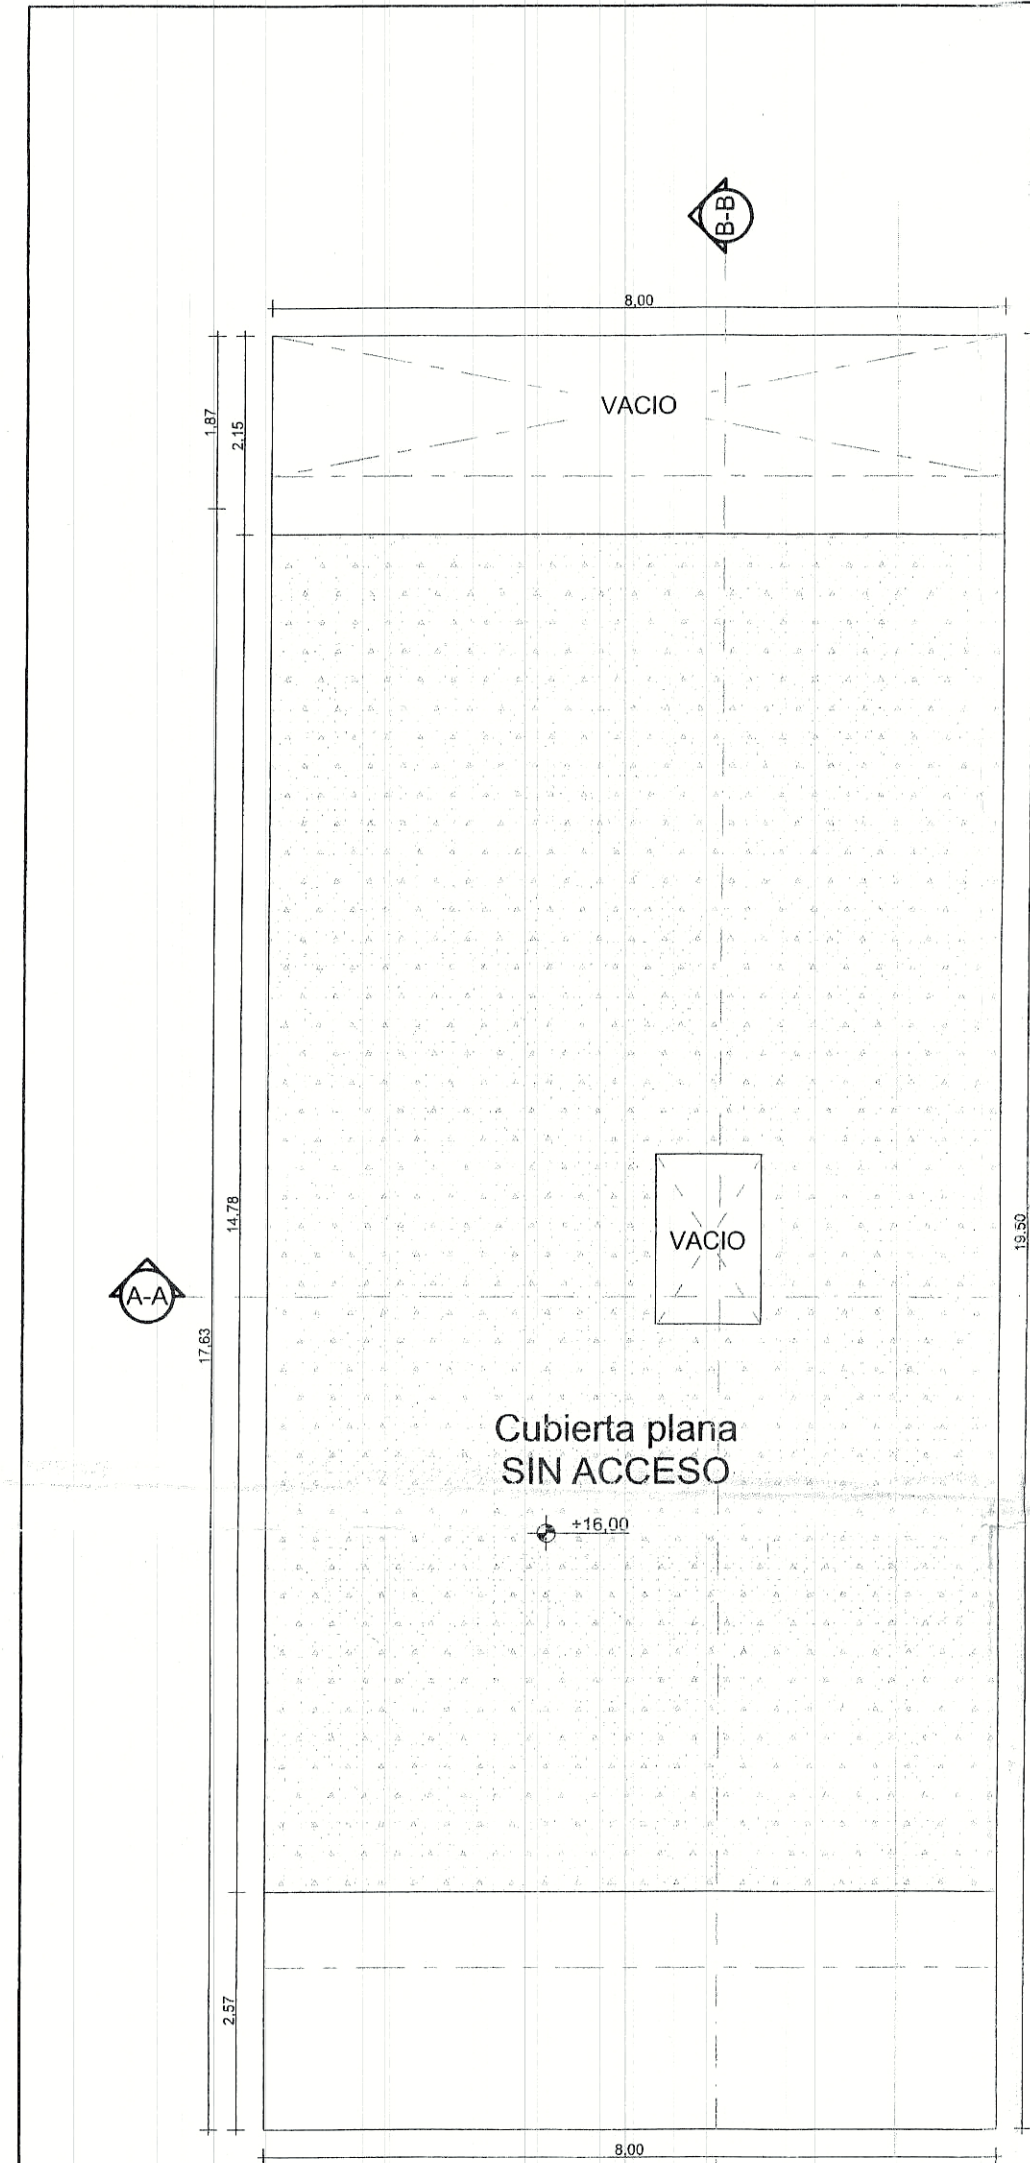 B-B
8,00
VACIO
1,87
2,15
14,78
VACIO
19,50
A-A
17,63
Cubierta plana
SIN ACCESO
+16,00
2,57
8,00